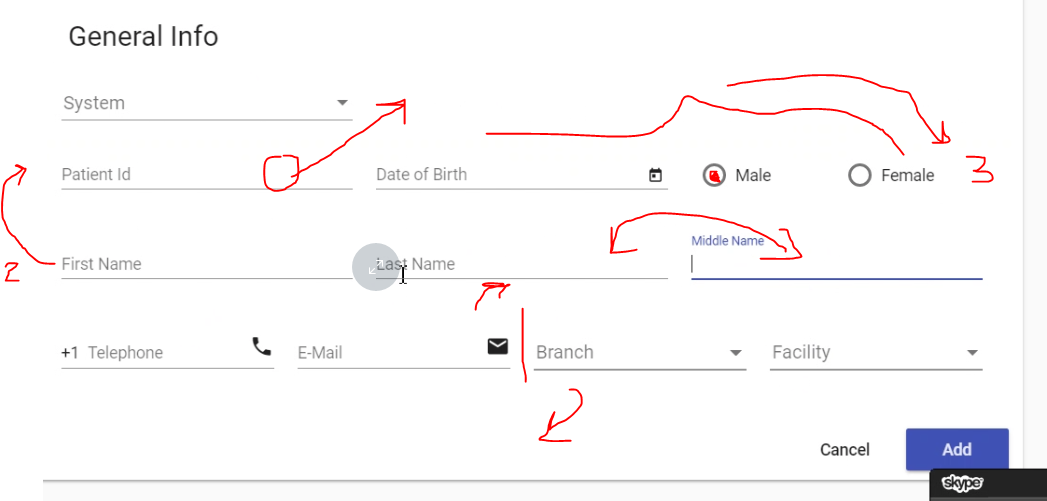 General Info
System
Patient Id Date of Birth Male Female 3
Middle Name
2 First Name Last Name
+1 Telephone E-Mail Branch Facility
Cancel Add
skype